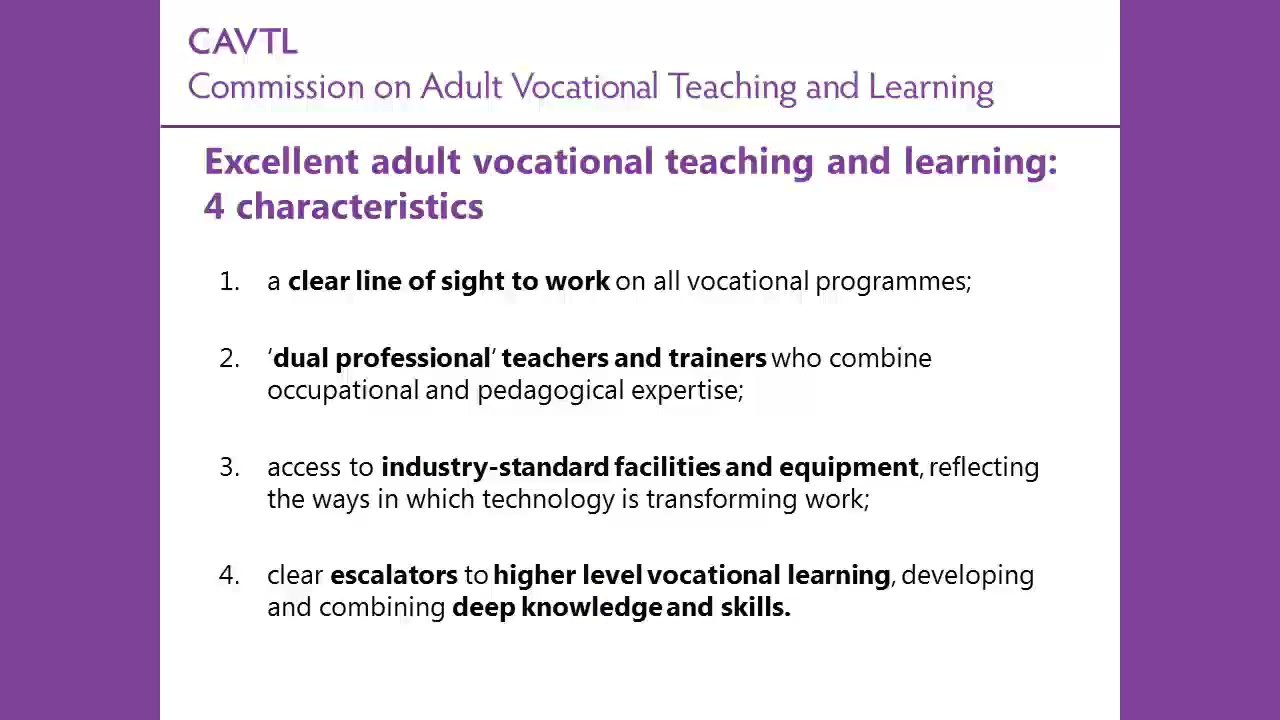 CAVTL
Commission on Adult Vocational Teaching and Learning
Excellent adult vocational teaching and learning:
4 characteristics
1. a clear line of sight to work on all vocational programmes;
2. ‘dual professional’ teachers and trainers who combine
occupational and pedagogical expertise;
3. access to industry-standard facilities and equipment, reflecting
the ways in which technology is transforming work;
4. clear escalators to higher level vocational learning, developing
and combining deep knowledge and skills.